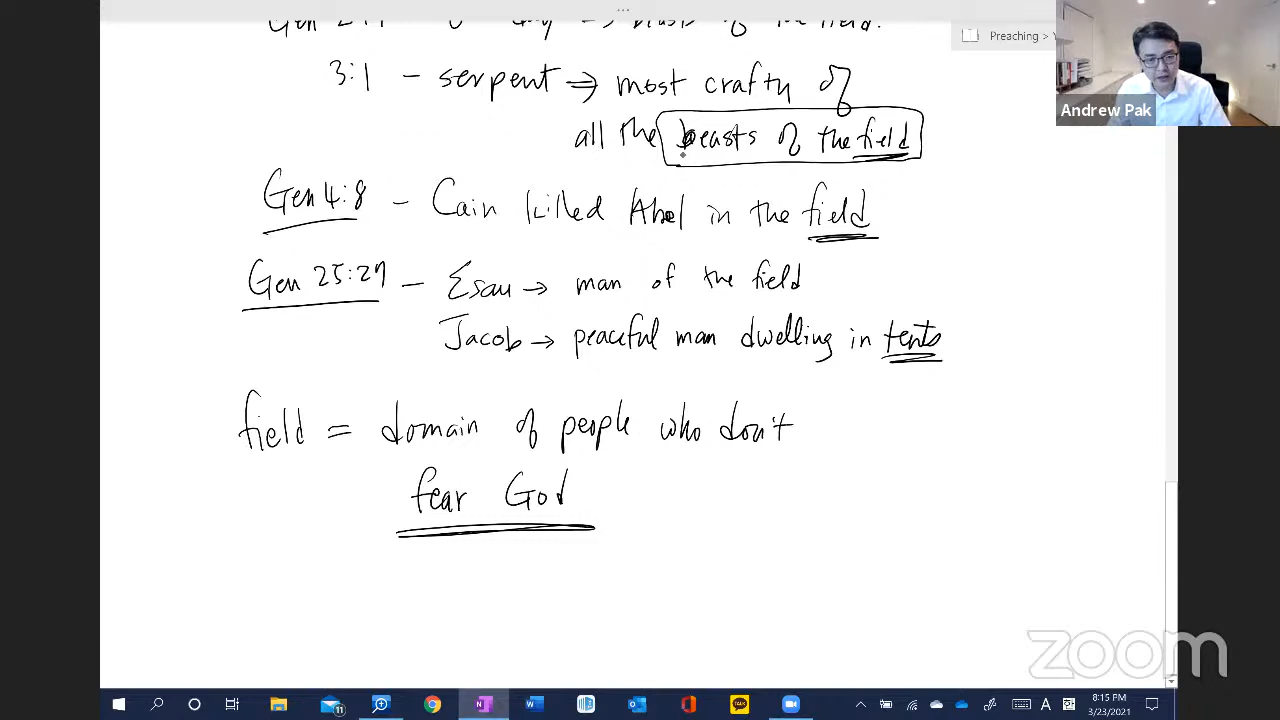 3:1 – serpent ⇒ most crafty of
all the beasts of the field
Gen 4:8 – Cain killed Abel in the field
Gen 25:27 – Esau → man of the field
Jacob → peaceful man dwelling in tents
field = domain of people who don't
fear God
Preaching >
Andrew Pak
zoom
11
TALK
A
8:15 PM
3/23/2021